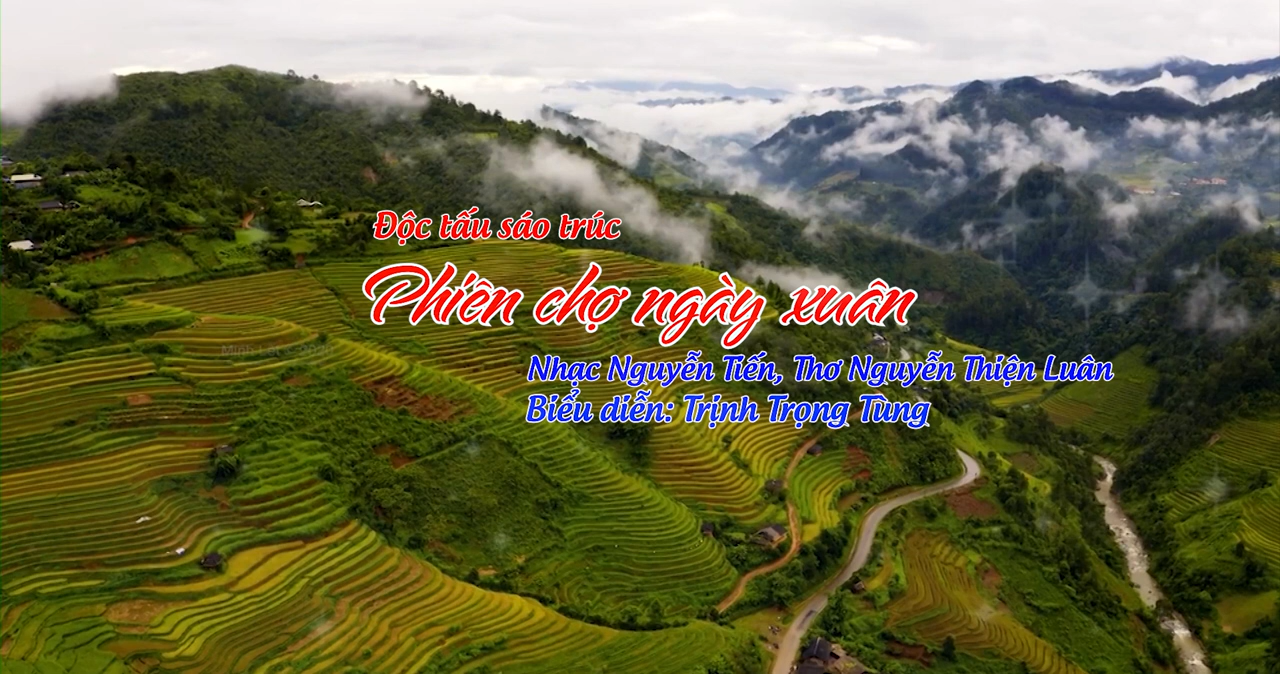 Độc tấu sáo trúc
Phiên chợ ngày xuân
Nhạc Nguyễn Tiến, Thơ Nguyễn Thiện Luân
Biểu diễn: Trịnh Trọng Tùng